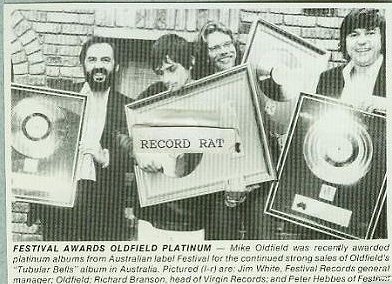 RECORD RAT
FESTIVAL AWARDS OLDFIELD PLATINUM — Mike Oldfield was recently awarded
platinum albums from Australian label Festival for the continued strong sales of Oldfield's
"Tubular Bells" album in Australia. Pictured (l-r) are: Jim White, Festival Records general
manager; Oldfield; Richard Branson, head of Virgin Records; and Peter Hebbes of Festival